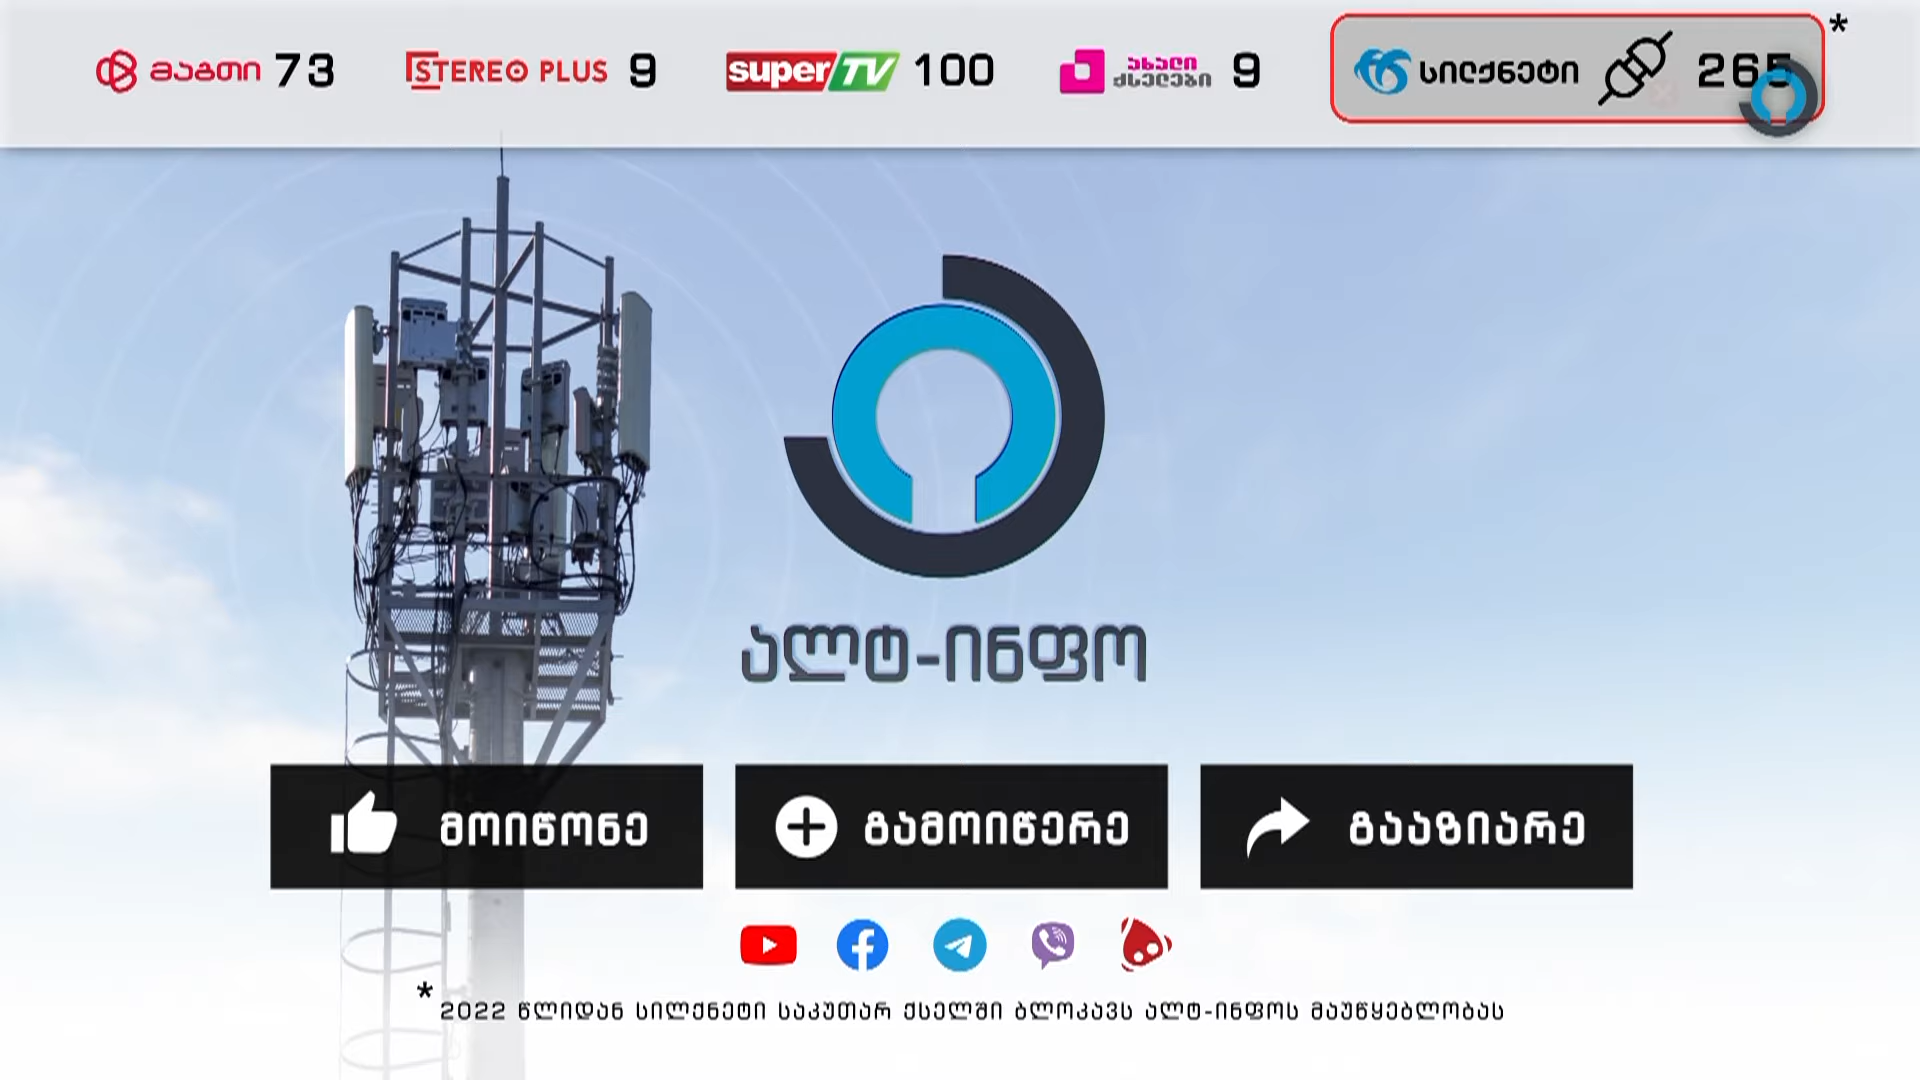 მაგთი 73
STEREO PLUS 9
super TV 100
ახალი ქსელები 9
სილქნეტი 265
*
ალტ-ინფო
მოიწონე
გამოიწერე
გააზიარე
* 2022 წლიდან სილქნეტი საკუთარ ქსელში ბლოკავს ალტ-ინფოს მაუწყებლობას